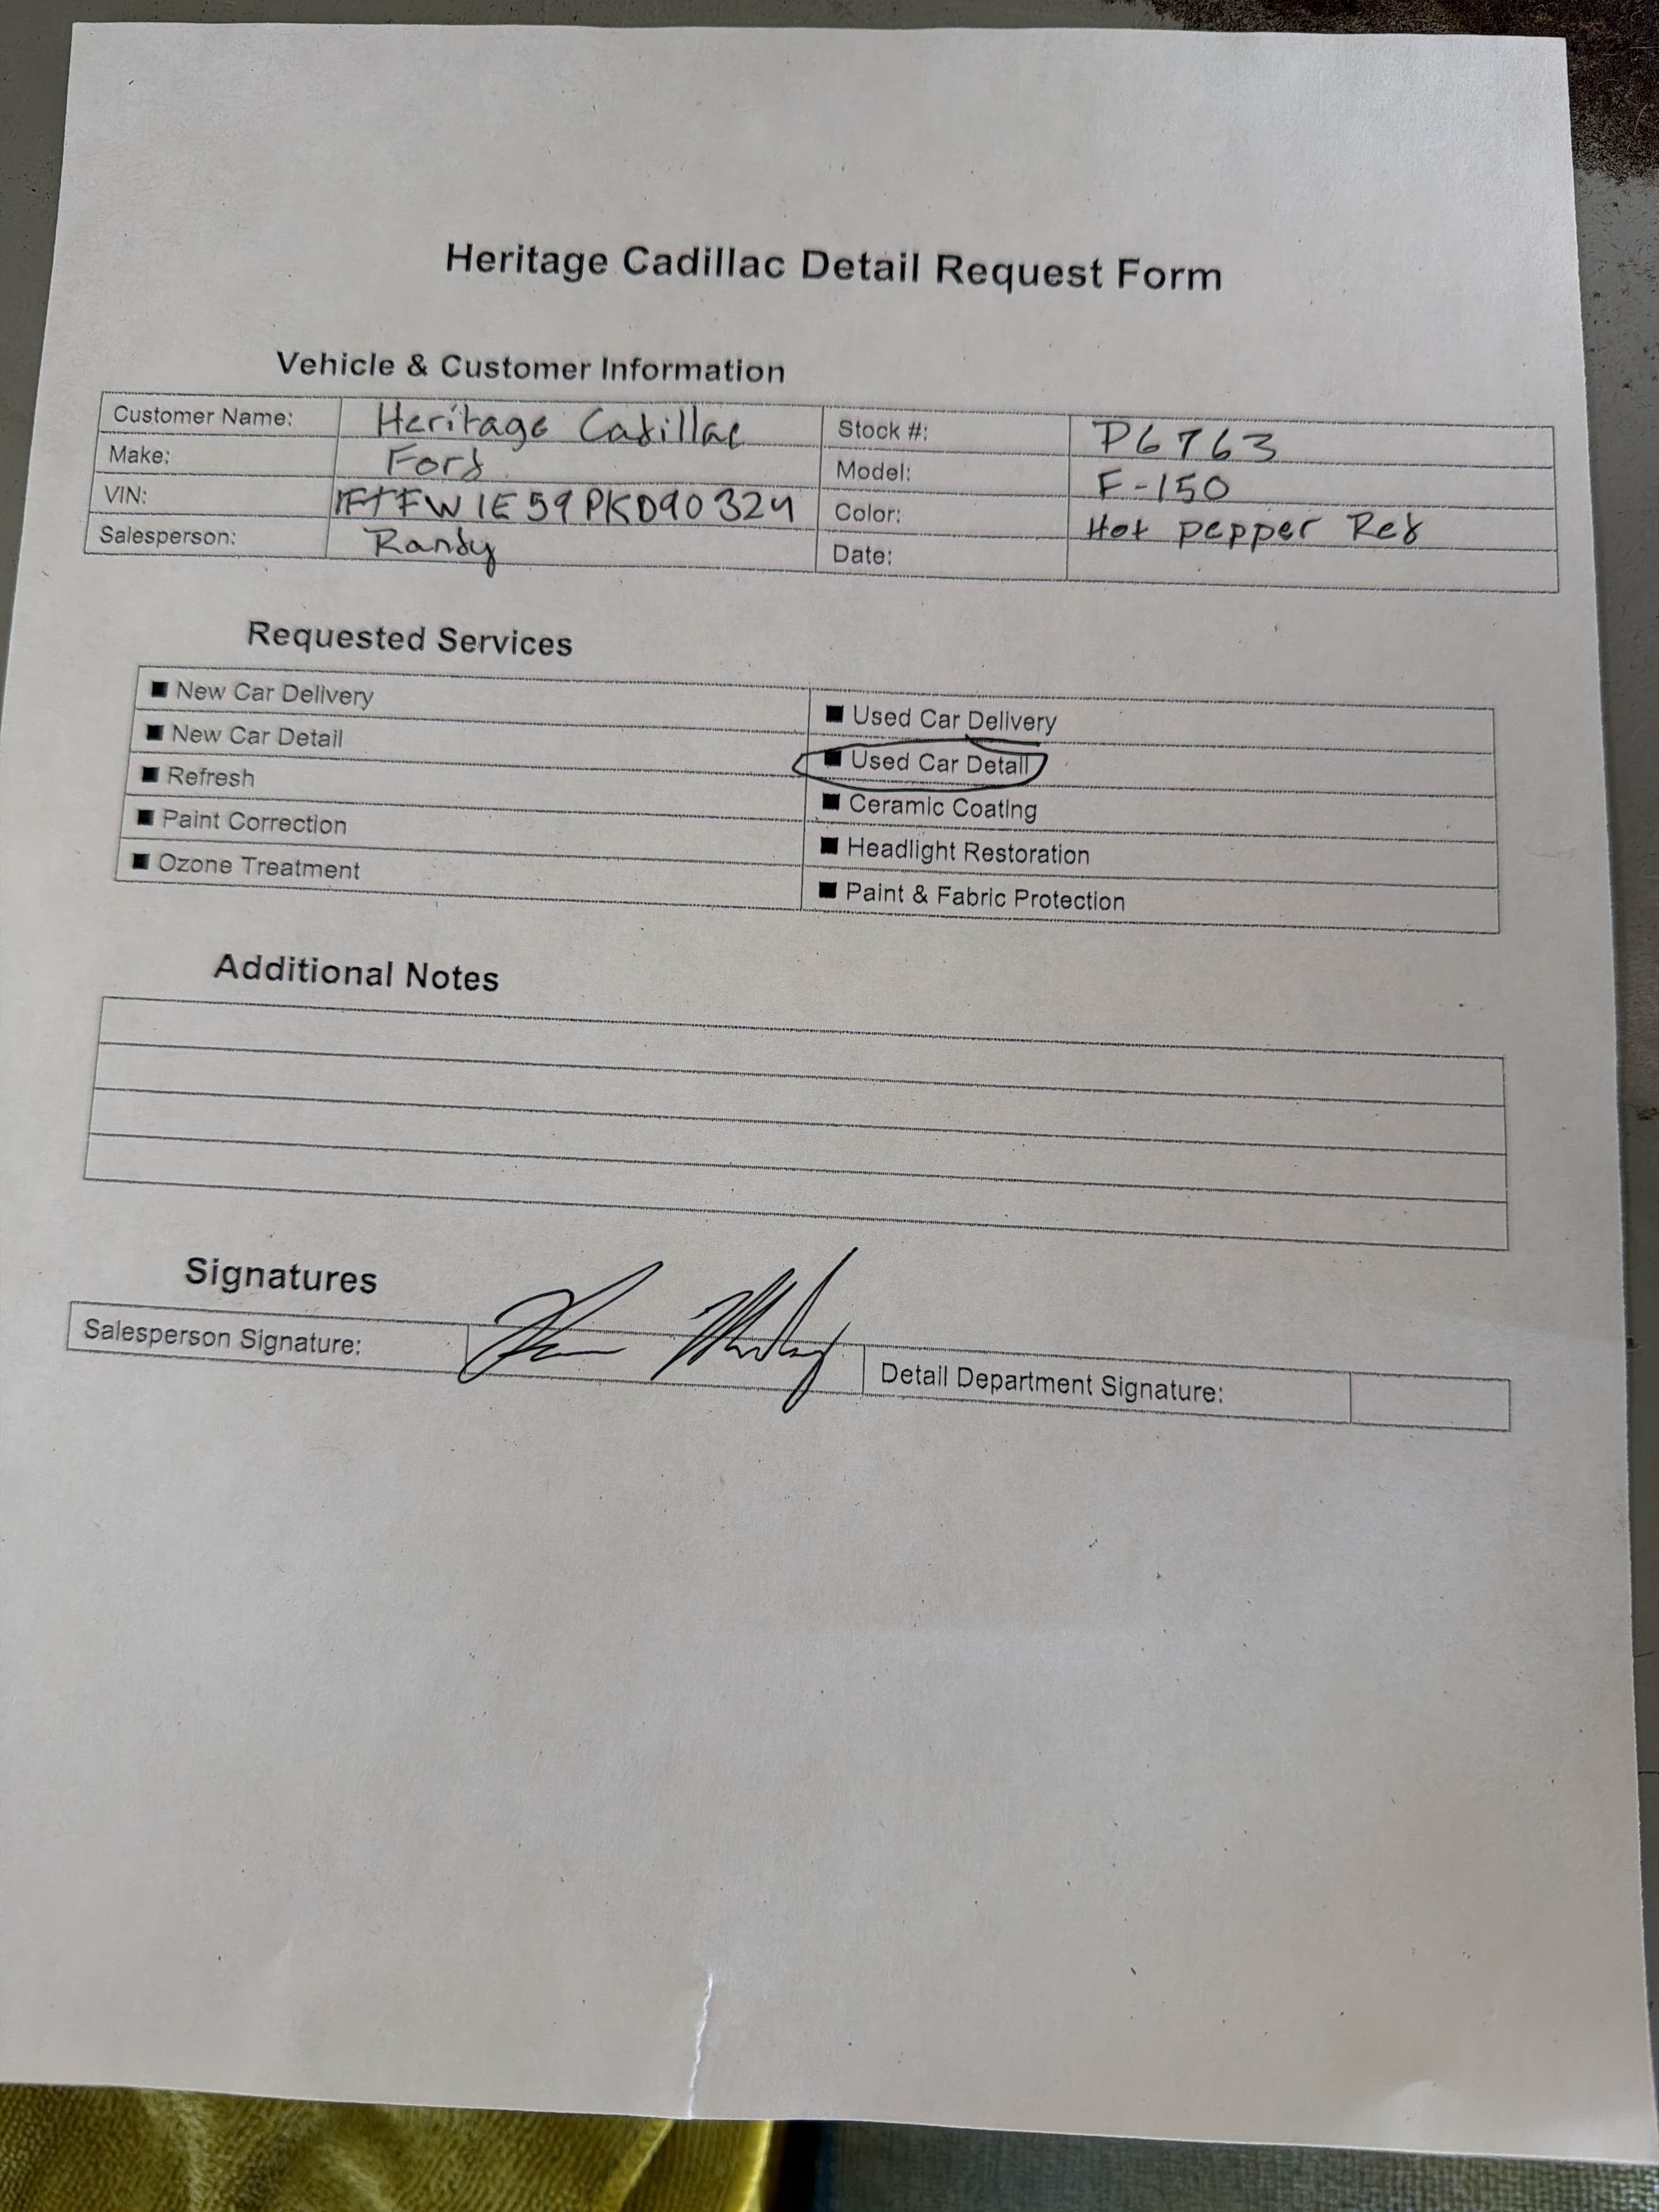 Heritage Cadillac Detail Request Form
Vehicle & Customer Information
Customer Name: Heritage Cadillac Stock #: P6763
Make: Ford Model: F-150
VIN: 1FTFW1E59PKD90324 Color: Hot pepper Red
Salesperson: Randy Date:
Requested Services
■ New Car Delivery ■ Used Car Delivery
■ New Car Detail ■ Used Car Detail
■ Refresh ■ Ceramic Coating
■ Paint Correction ■ Headlight Restoration
■ Ozone Treatment ■ Paint & Fabric Protection
Additional Notes
Signatures
Salesperson Signature: Detail Department Signature: